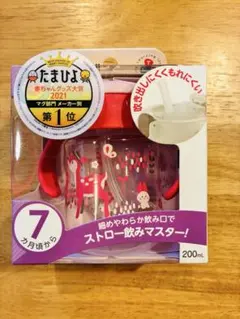 たまひよ
赤ちゃんグッズ大賞
2021
マグ部門 メーカー別
第1位
吹き出しにくくもれにくい
7
カ月頃から
細めやわらか飲み口で
ストロー飲みマスター!
200mL